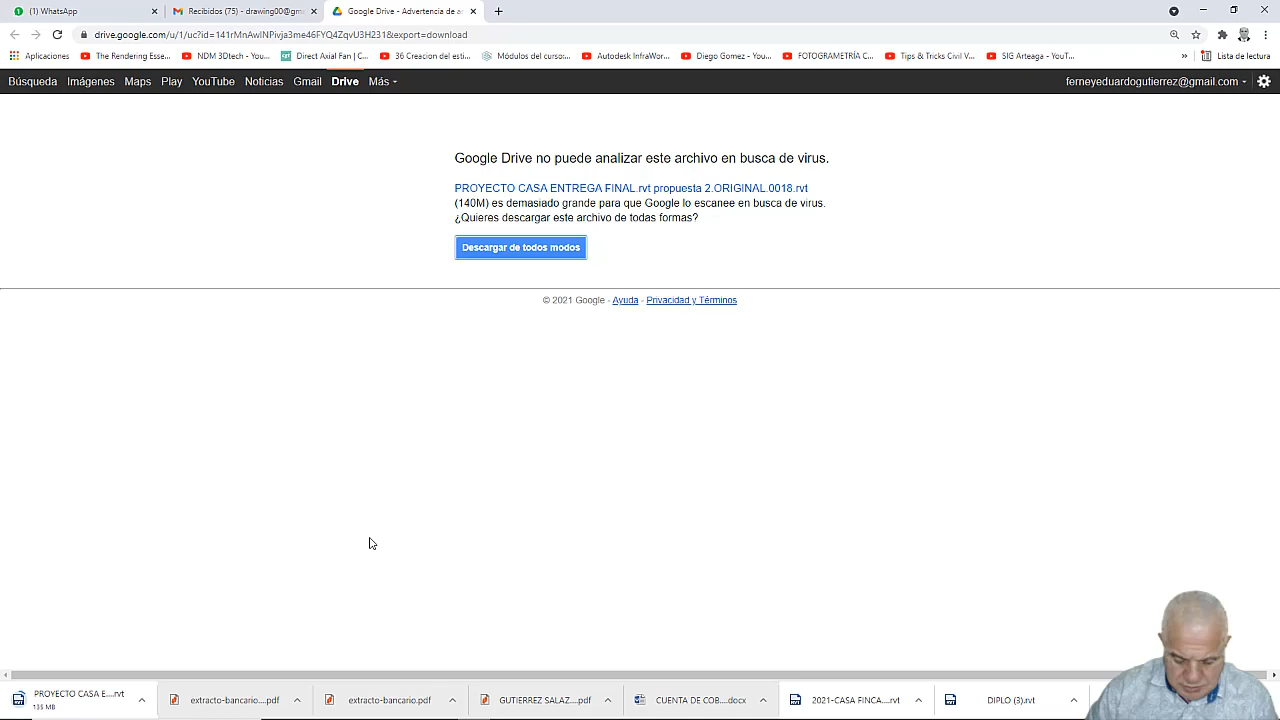 (1) WhatsApp
Recibidos (75) - drawing00@gm
Google Drive - Advertencia de a
drive.google.com/u/1/uc?id=141rMnAwINPivja3me46FYQ4ZqvU3H231&export=download
Aplicaciones
The Rendering Esse...
NDM 3Dtech - You...
Direct Axial Fan | C...
36 Creacion del esti...
Módulos del curso:...
Autodesk InfraWor...
Diego Gomez - You...
FOTOGRAMETRÍA C...
Tips & Tricks Civil V...
SIG Arteaga - YouT...
»
Lista de lectura
Búsqueda Imágenes Maps Play YouTube Noticias Gmail Drive Más
ferneyeduardogutierrez@gmail.com
Google Drive no puede analizar este archivo en busca de virus.
PROYECTO CASA ENTREGA FINAL.rvt propuesta 2.ORIGINAL.0018.rvt
(140M) es demasiado grande para que Google lo escanee en busca de virus.
¿Quieres descargar este archivo de todas formas?
Descargar de todos modos
© 2021 Google - Ayuda - Privacidad y Términos
PROYECTO CASA E....rvt
135 MB
extracto-bancario....pdf
extracto-bancario.pdf
GUTIERREZ SALAZ....pdf
CUENTA DE COB....docx
2021-CASA FINCA....rvt
DIPLO (3).rvt